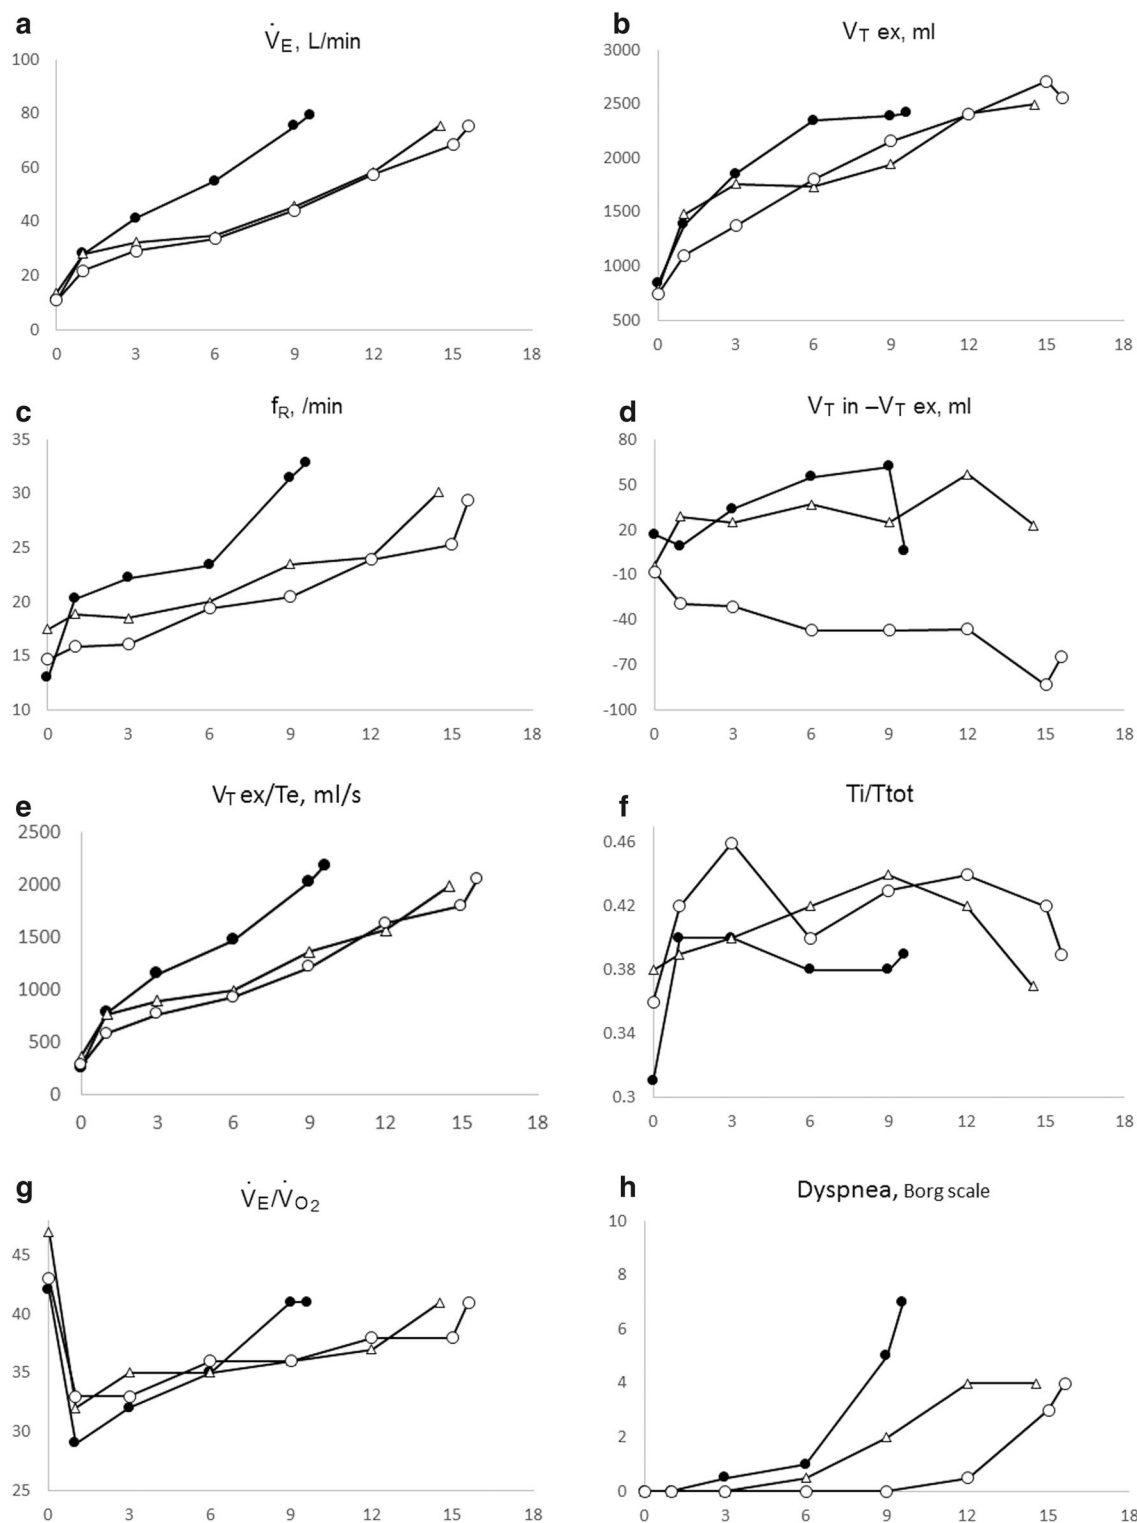 a
V̇E, L/min
100
80
60
40
20
0
0 3 6 9 12 15 18
b
VT ex, ml
3000
2500
2000
1500
1000
500
0 3 6 9 12 15 18
c
fR, /min
35
30
25
20
15
10
0 3 6 9 12 15 18
d
VT in –VT ex, ml
80
50
20
-10
-40
-70
-100
0 3 6 9 12 15 18
e
VT ex/Te, ml/s
2500
2000
1500
1000
500
0
0 3 6 9 12 15 18
f
Ti/Ttot
0.46
0.42
0.38
0.34
0.3
0 3 6 9 12 15 18
g
V̇E/V̇O2
45
40
35
30
25
0 3 6 9 12 15 18
h
Dyspnea, Borg scale
10
8
6
4
2
0
0 3 6 9 12 15 18